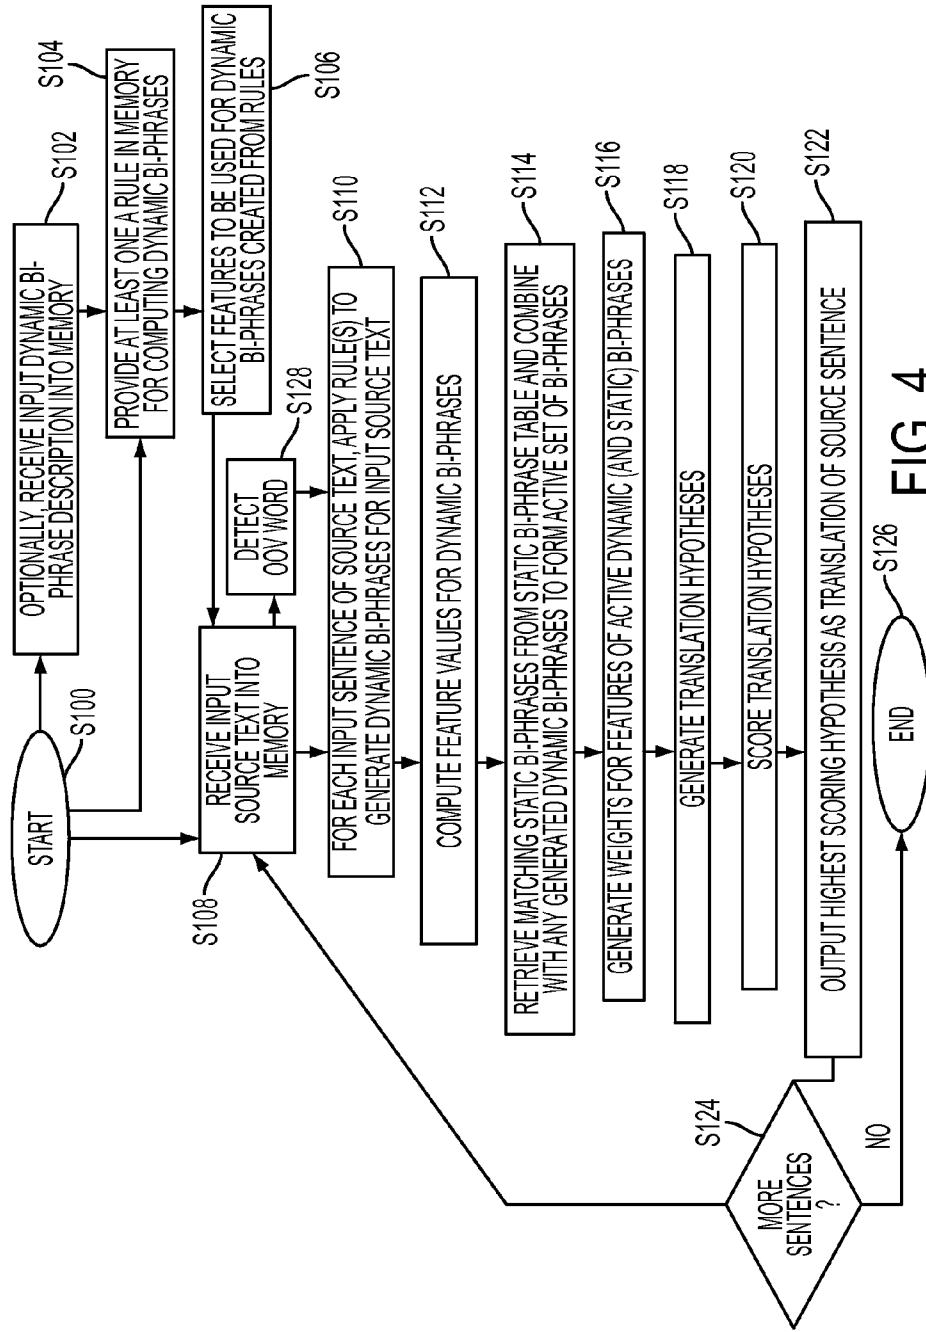 START
S100
OPTIONALLY, RECEIVE INPUT DYNAMIC BI-
PHRASE DESCRIPTION INTO MEMORY
S102
PROVIDE AT LEAST ONE A RULE IN MEMORY
FOR COMPUTING DYNAMIC BI-PHRASES
S104
SELECT FEATURES TO BE USED FOR DYNAMIC
BI-PHRASES CREATED FROM RULES
S106
S108
RECEIVE INPUT
SOURCE TEXT INTO
MEMORY
DETECT
OOV WORD
S128
FOR EACH INPUT SENTENCE OF SOURCE TEXT, APPLY RULE(S) TO
GENERATE DYNAMIC BI-PHRASES FOR INPUT SOURCE TEXT
S110
COMPUTE FEATURE VALUES FOR DYNAMIC BI-PHRASES
S112
RETRIEVE MATCHING STATIC BI-PHRASES FROM STATIC BI-PHRASE TABLE AND COMBINE
WITH ANY GENERATED DYNAMIC BI-PHRASES TO FORM ACTIVE SET OF BI-PHRASES
S114
GENERATE WEIGHTS FOR FEATURES OF ACTIVE DYNAMIC (AND STATIC) BI-PHRASES
S116
GENERATE TRANSLATION HYPOTHESES
S118
SCORE TRANSLATION HYPOTHESES
S120
OUTPUT HIGHEST SCORING HYPOTHESIS AS TRANSLATION OF SOURCE SENTENCE
S122
MORE
SENTENCES
?
S124
NO
END
S126
FIG. 4